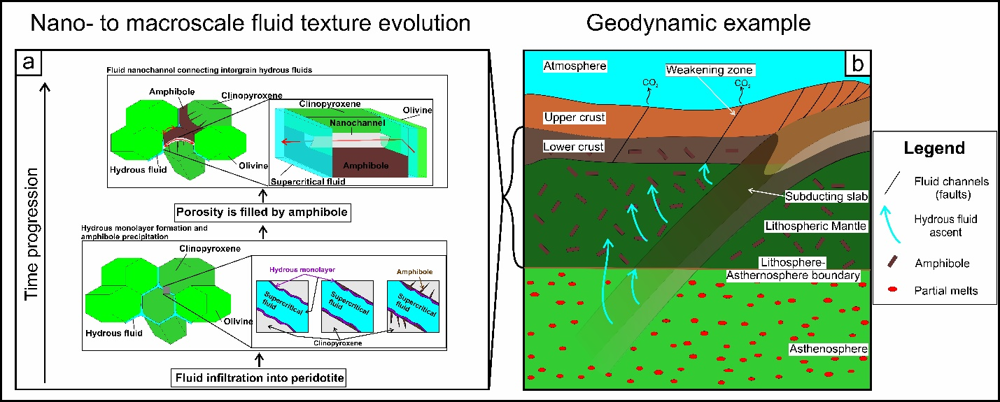 Nano- to macroscale fluid texture evolution
Geodynamic example
a
Fluid nanochannel connecting intergrain hydrous fluids
Amphibole
Clinopyroxene
Hydrous fluid
Olivine
Clinopyroxene
Olivine
Nanochannel
Amphibole
Supercritical fluid
Porosity is filled by amphibole
Hydrous monolayer formation and
amphibole precipitation
Clinopyroxene
Olivine
Hydrous fluid
Hydrous monolayer
Amphibole
Supercritical
fluid
Supercritical
fluid
Supercritical
fluid
Clinopyroxene
Fluid infiltration into peridotite
Time progression
b
Atmosphere
Weakening zone
CO2
CO2
Upper crust
Lower crust
Subducting slab
Lithospheric Mantle
Lithosphere-
Asthernosphere boundary
Asthenosphere
Legend
Fluid channels
(faults)
Hydrous fluid
ascent
Amphibole
Partial melts